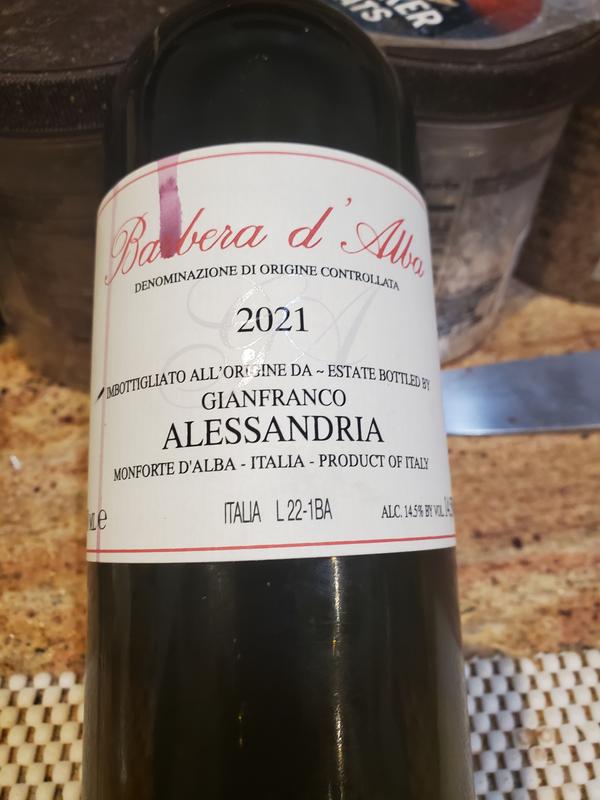 Barbera d'Alba
DENOMINAZIONE DI ORIGINE CONTROLLATA
2021
IMBOTTIGLIATO ALL'ORIGINE DA ~ ESTATE BOTTLED BY
GIANFRANCO
ALESSANDRIA
MONFORTE D'ALBA - ITALIA - PRODUCT OF ITALY
ML e ITALIA L 22-1BA ALC. 14.5% BY VOL.